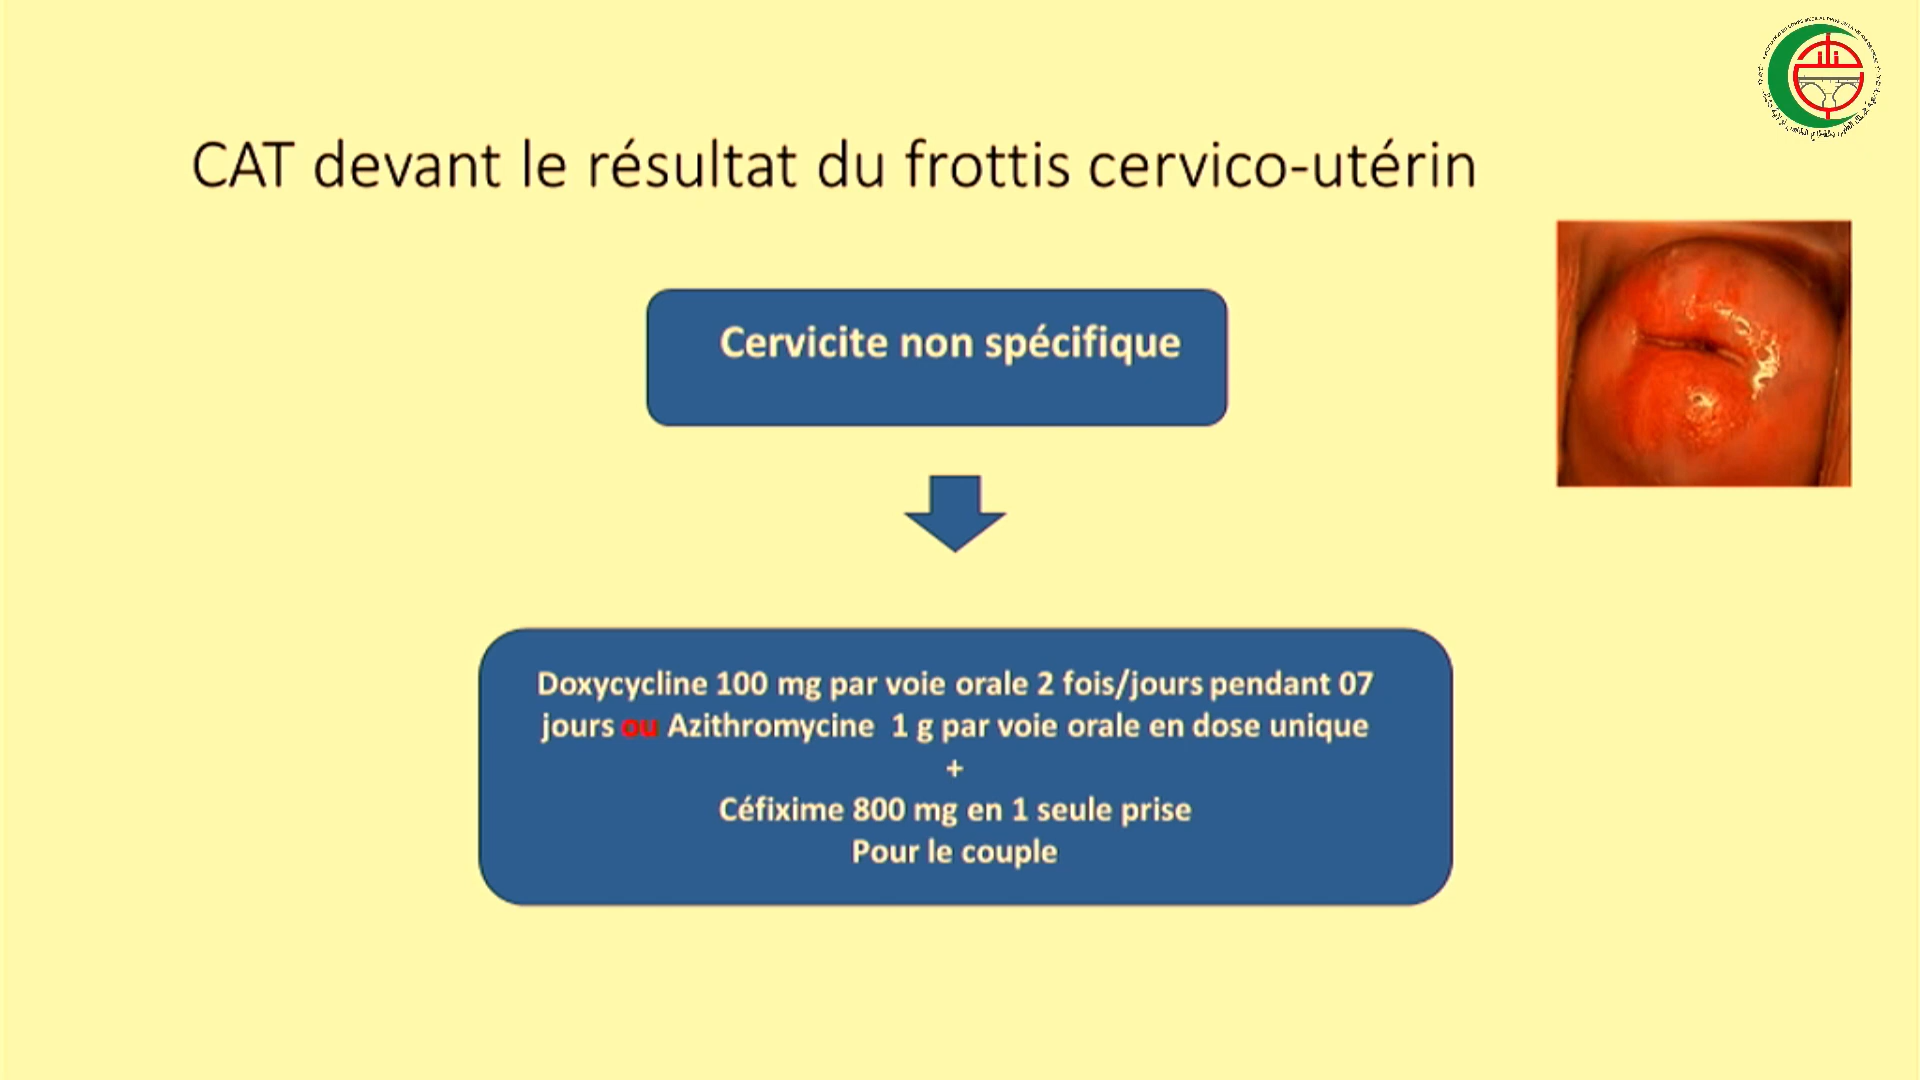 CAT devant le résultat du frottis cervico-utérin
Cervicite non spécifique
Doxycycline 100 mg par voie orale 2 fois/jours pendant 07
jours ou Azithromycine 1 g par voie orale en dose unique
+
Céfixime 800 mg en 1 seule prise
Pour le couple